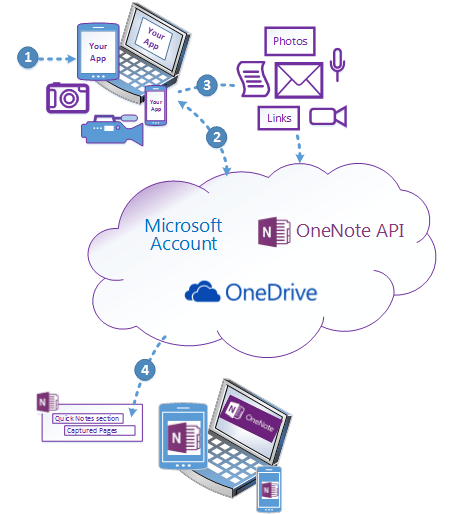 1
Your
App
Your
App
Your
App
3
Photos
2
Links
Microsoft
Account
N
OneNote API
OneDrive
4
N
Quick Notes section
Captured Pages
N
N
OneNote
N